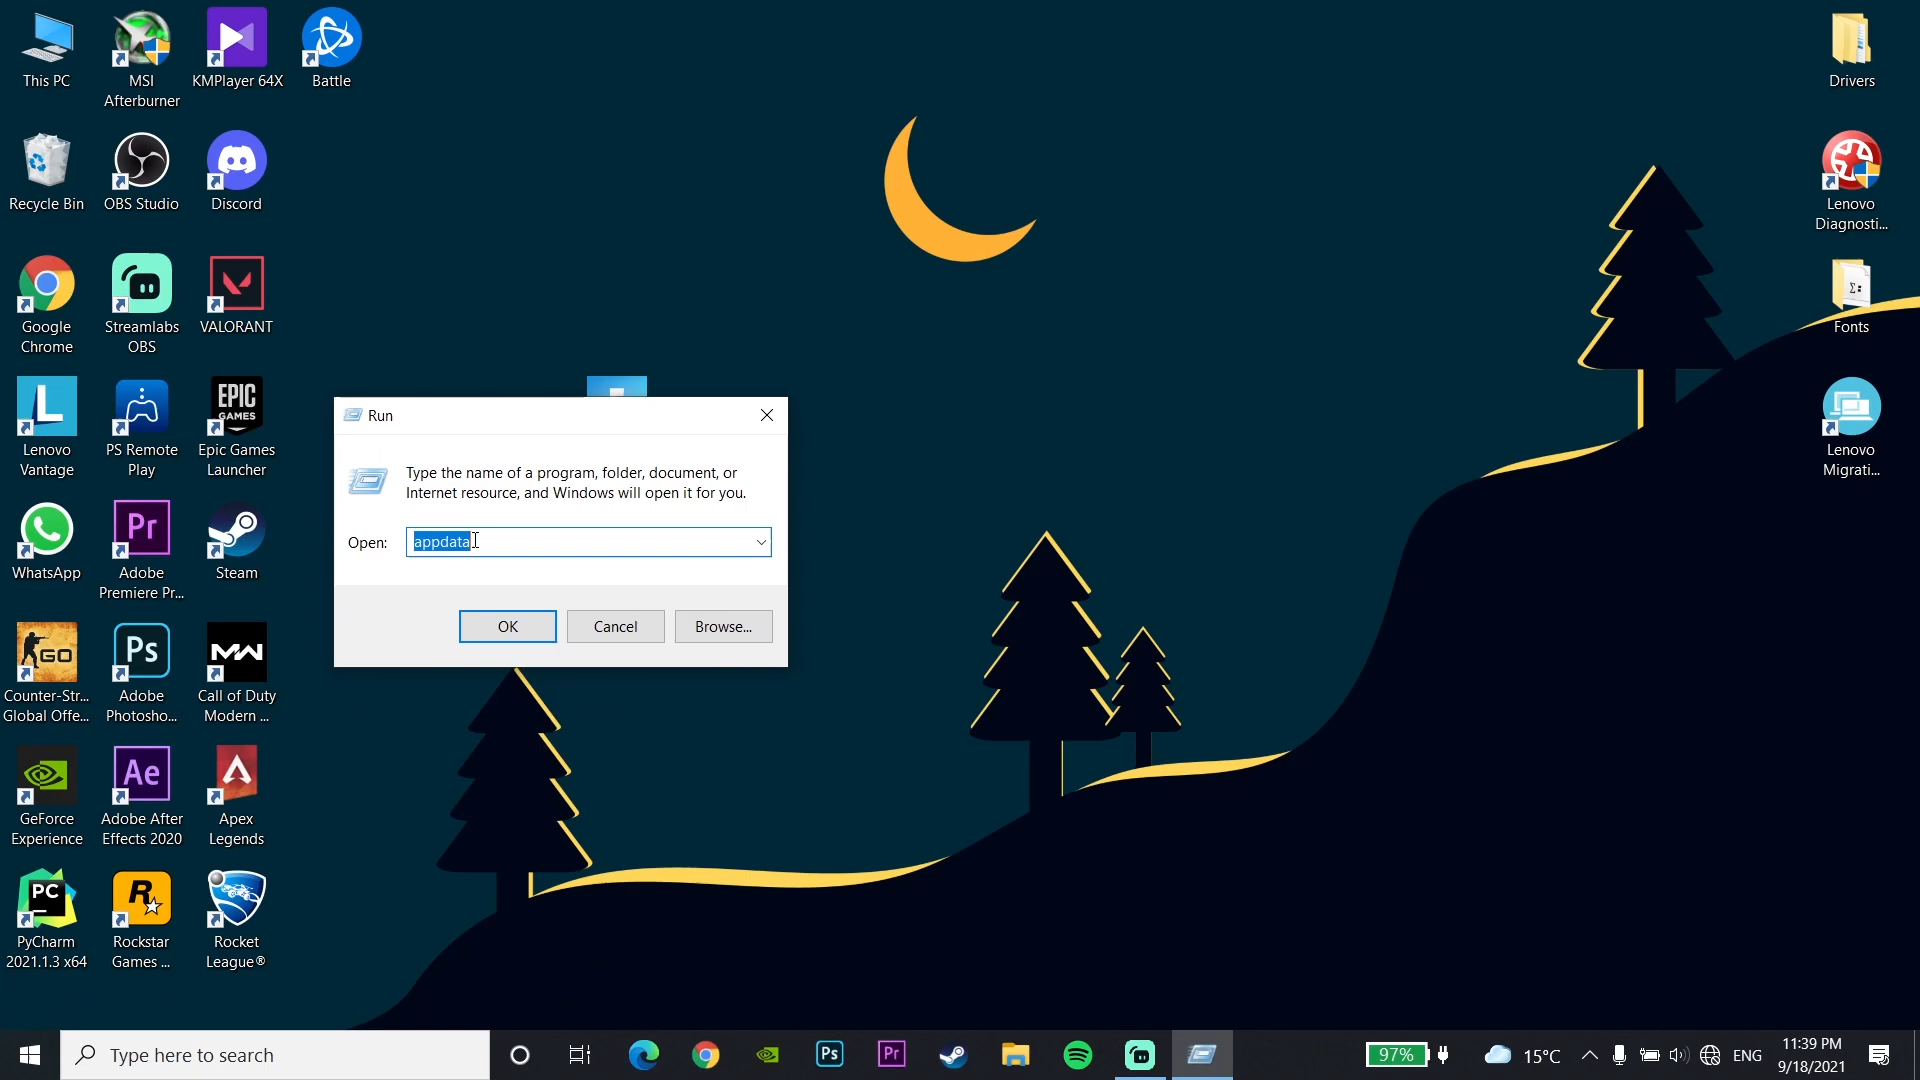 This PC
MSI
Afterburner
KMPlayer 64X
Battle
Recycle Bin
OBS Studio
Discord
Google
Chrome
Streamlabs
OBS
VALORANT
Lenovo
Vantage
PS Remote
Play
EPIC
GAMES
Epic Games
Launcher
WhatsApp
Pr
Adobe
Premiere Pr...
Steam
GO
Counter-Str...
Global Offe...
Ps
Adobe
Photosho...
MW
Call of Duty
Modern ...
GeForce
Experience
Ae
Adobe After
Effects 2020
Apex
Legends
PC
PyCharm
2021.1.3 x64
R
Rockstar
Games ...
Rocket
League®
Drivers
Lenovo
Diagnosti...
Fonts
Lenovo
Migrati...
Run
Type the name of a program, folder, document, or
Internet resource, and Windows will open it for you.
Open:
appdata
OK
Cancel
Browse...
Type here to search
Ps
Pr
97%
15°C
ENG
11:39 PM
9/18/2021